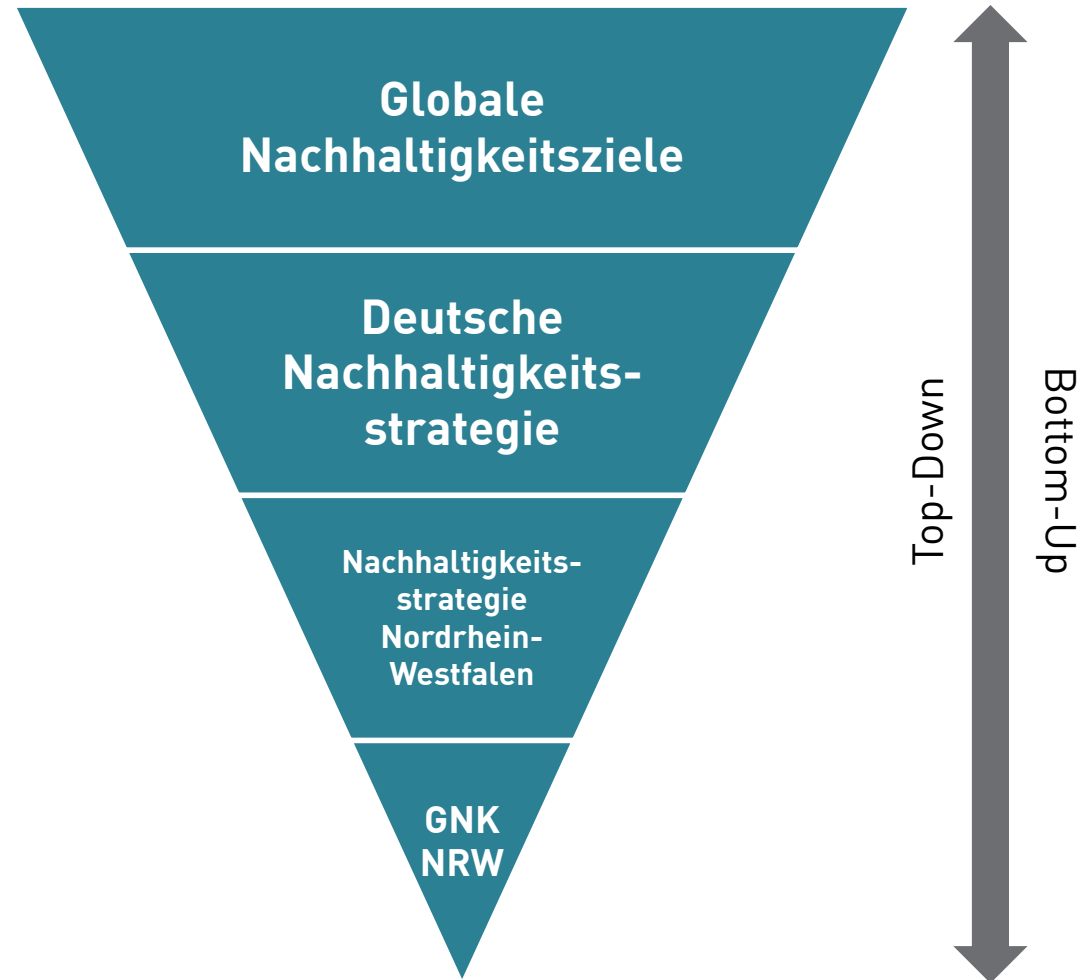 Globale
Nachhaltigkeitsziele
Deutsche
Nachhaltigkeits-
strategie
Nachhaltigkeits-
strategie
Nordrhein-
Westfalen
GNK
NRW
Top-Down
Bottom-Up